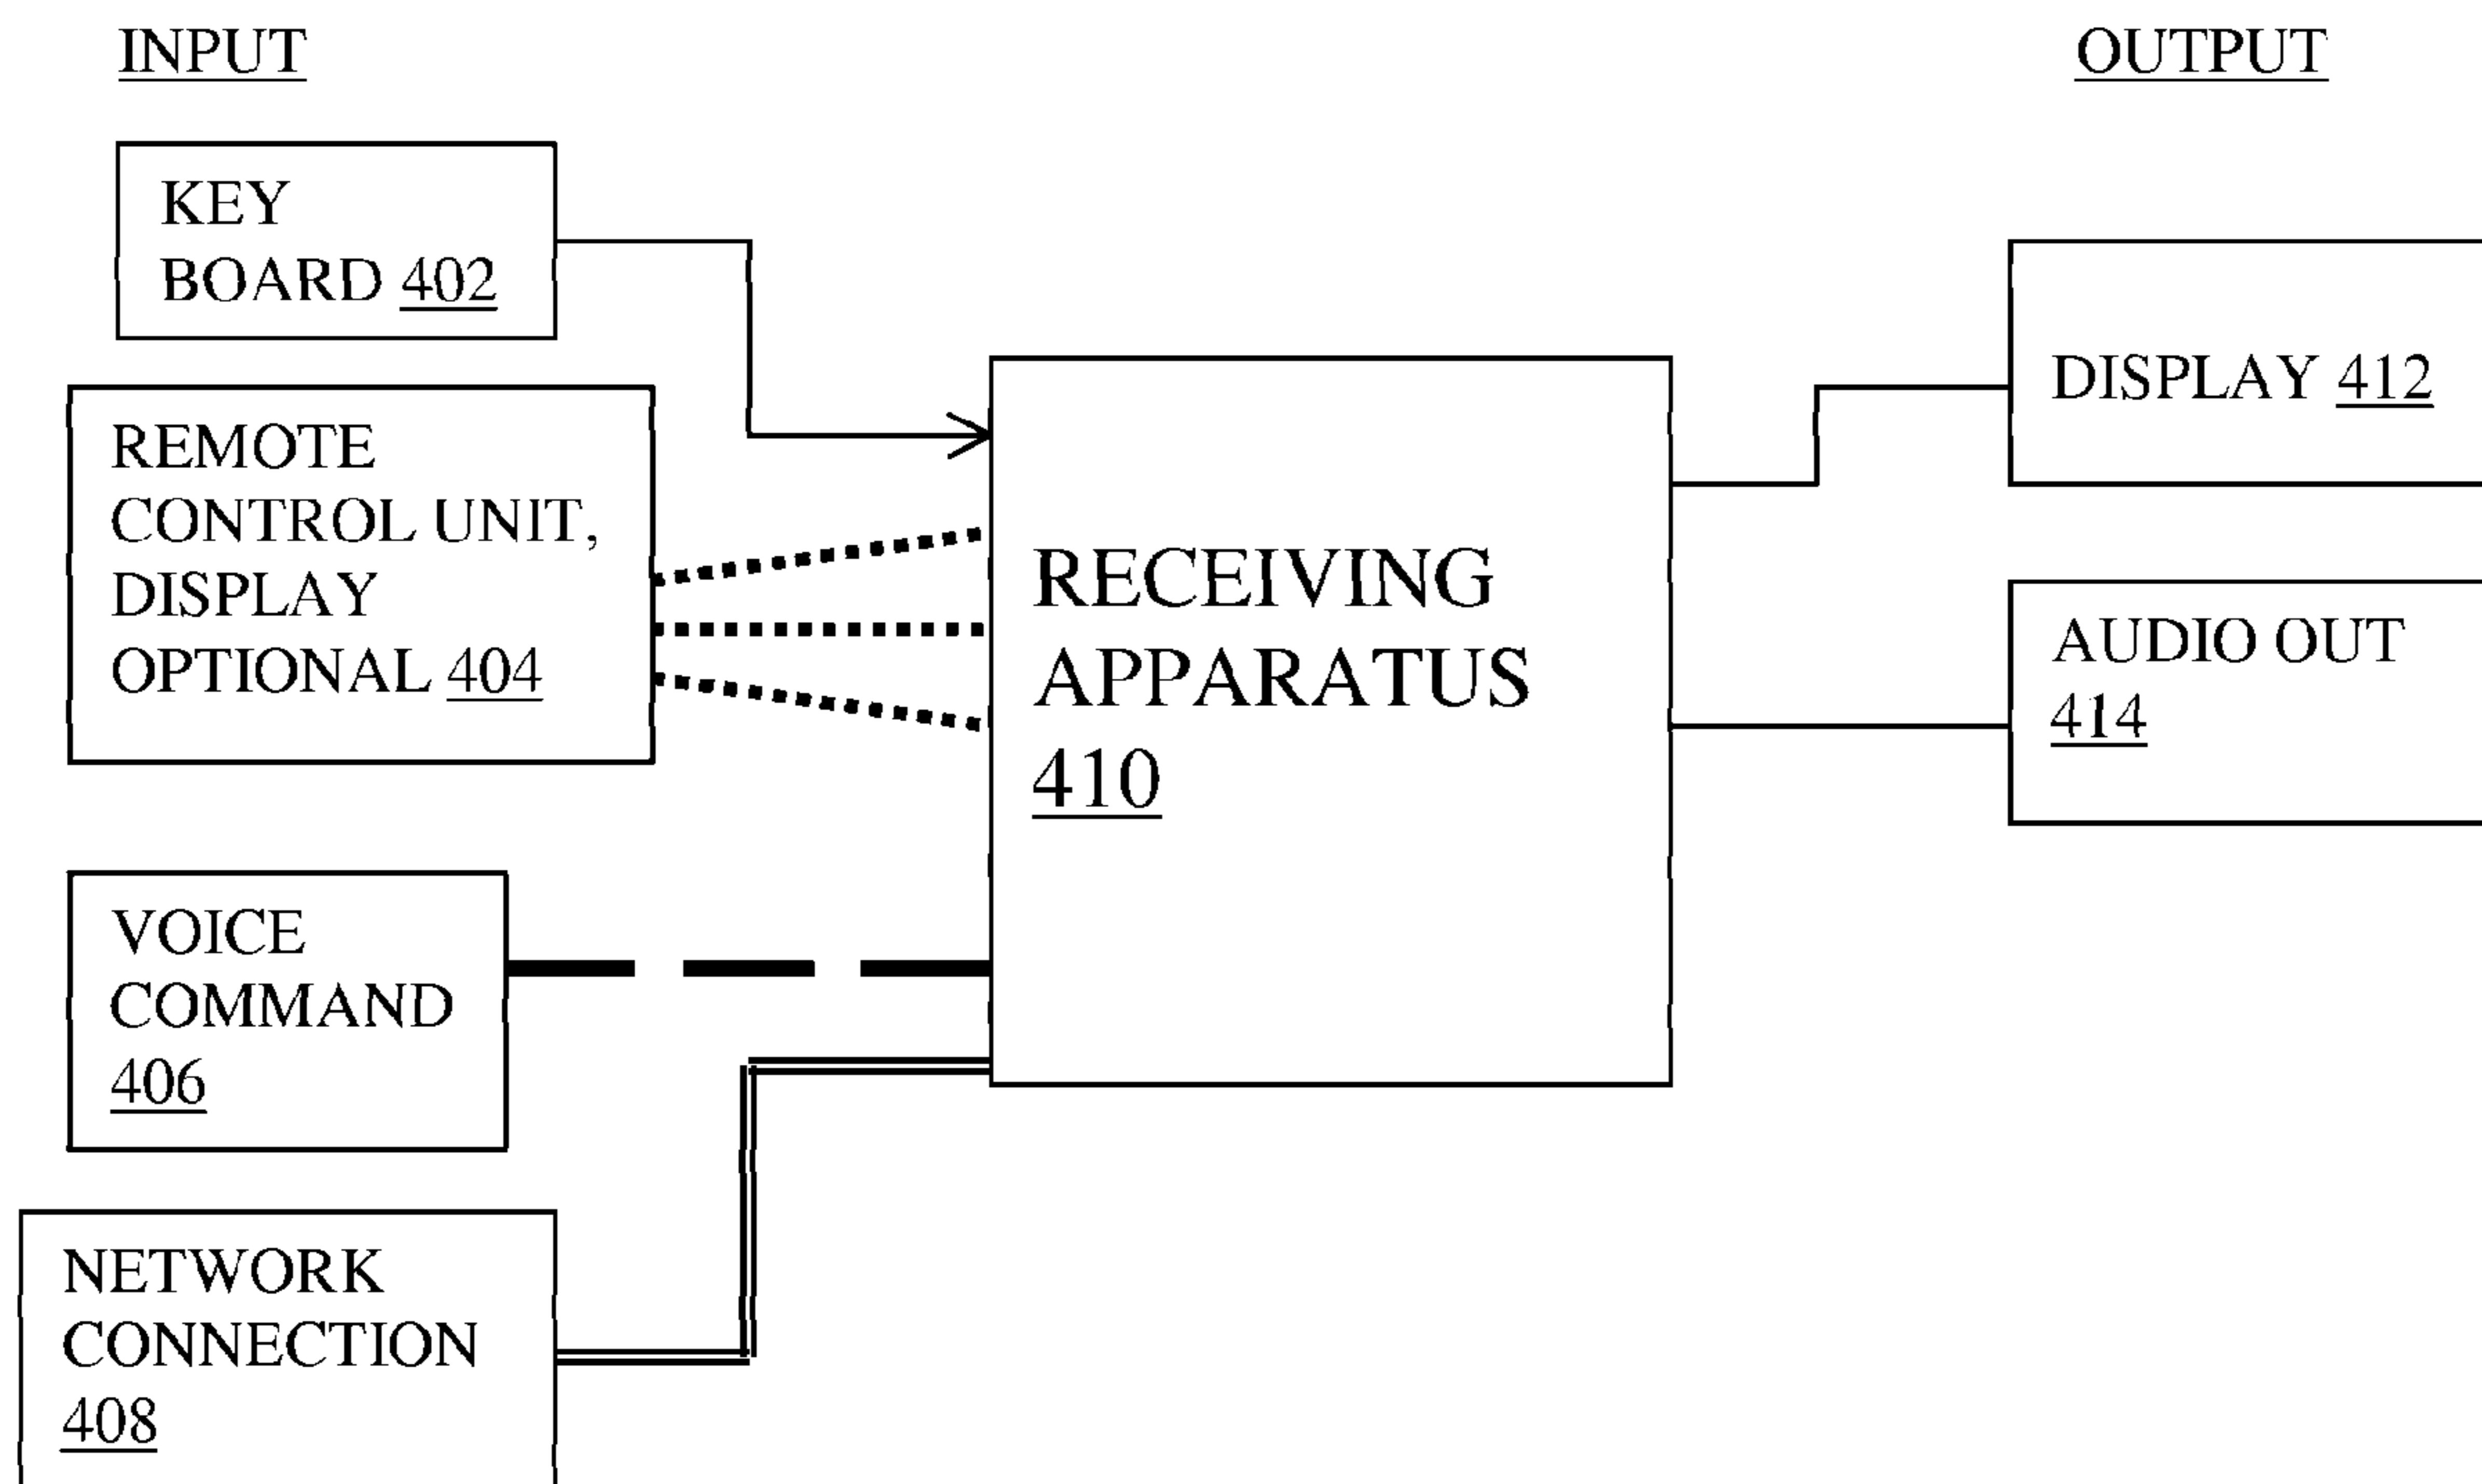 INPUT
OUTPUT
KEY
BOARD 402
REMOTE
CONTROL UNIT,
DISPLAY
OPTIONAL 404
VOICE
COMMAND
406
NETWORK
CONNECTION
408
RECEIVING
APPARATUS
410
DISPLAY 412
AUDIO OUT
414